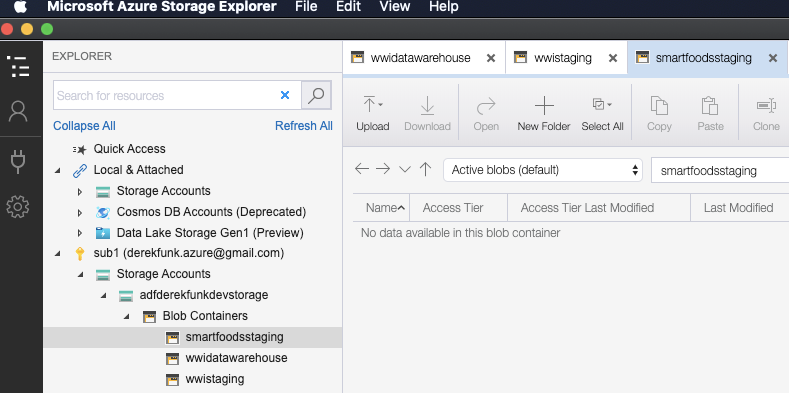 Microsoft Azure Storage Explorer File Edit View Help
EXPLORER
Search for resources
Collapse All Refresh All
Quick Access
Local & Attached
Storage Accounts
Cosmos DB Accounts (Deprecated)
Data Lake Storage Gen1 (Preview)
sub1 (derekfunk.azure@gmail.com)
Storage Accounts
adfderekfunkdevstorage
Blob Containers
smartfoodsstaging
wwidatawarehouse
wwistaging
wwidatawarehouse wwistaging smartfoodsstaging
Upload Download Open New Folder Select All Copy Paste Clone
Active blobs (default) smartfoodsstaging
Name Access Tier Access Tier Last Modified Last Modified
No data available in this blob container